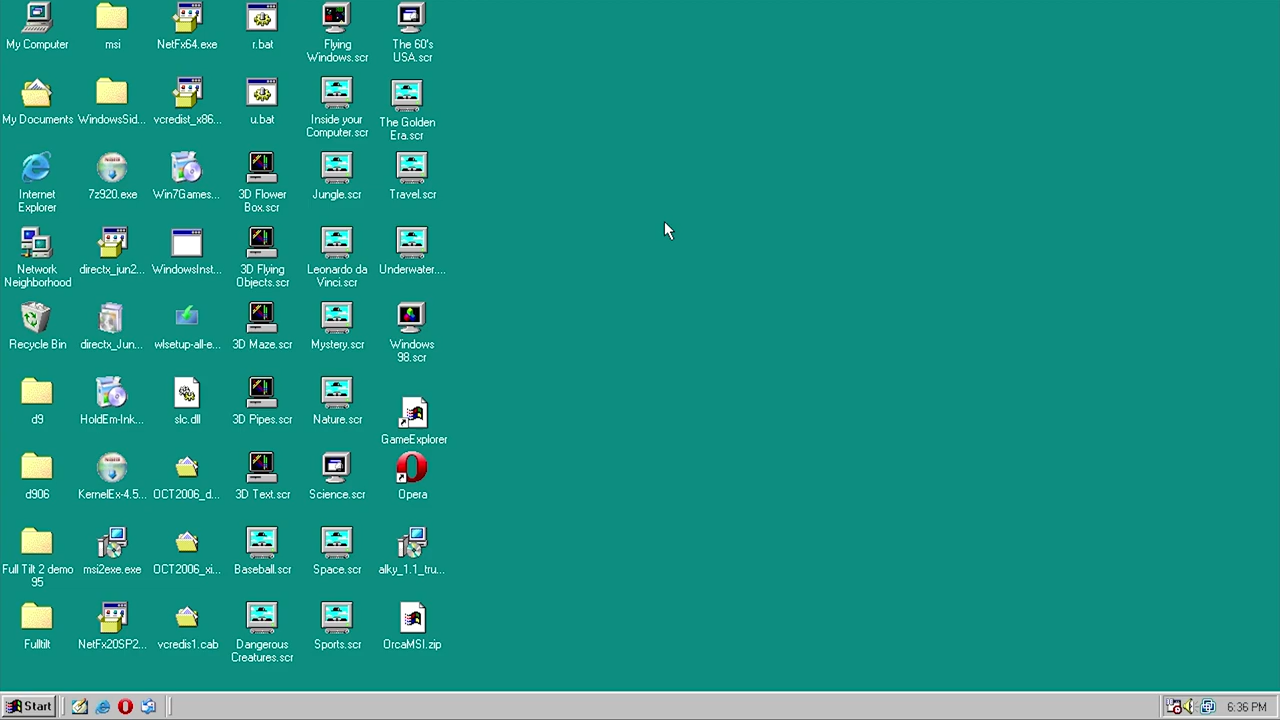 My Computer
msi
NetFx64.exe
r.bat
Flying
Windows.scr
The 60's
USA.scr
My Documents
WindowsSid...
vcredist_x86...
u.bat
Inside your
Computer.scr
The Golden
Era.scr
Internet
Explorer
7z920.exe
Win7Games...
3D Flower
Box.scr
Jungle.scr
Travel.scr
Network
Neighborhood
directx_jun2...
WindowsInst...
3D Flying
Objects.scr
Leonardo da
Vinci.scr
Underwater....
Recycle Bin
directx_Jun...
wlsetup-all-e...
3D Maze.scr
Mystery.scr
Windows
98.scr
d9
HoldEm-Ink...
slc.dll
3D Pipes.scr
Nature.scr
GameExplorer
d906
KernelEx-4.5...
OCT2006_d...
3D Text.scr
Science.scr
Opera
Full Tilt 2 demo
95
msi2exe.exe
OCT2006_xi...
Baseball.scr
Space.scr
alky_1.1_tru...
Fulltilt
NetFx20SP2...
vcredis1.cab
Dangerous
Creatures.scr
Sports.scr
OrcaMSI.zip
Start
6:36 PM